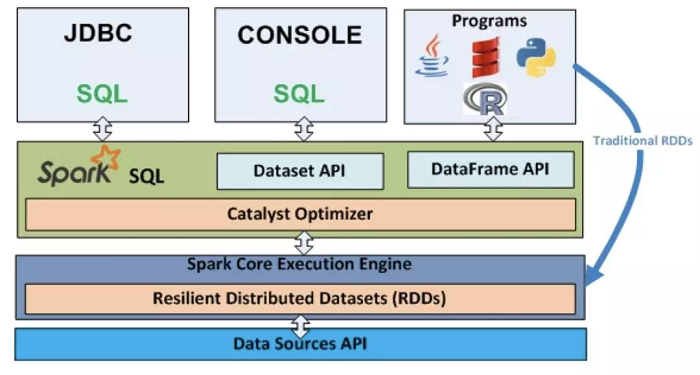 JDBC
SQL
CONSOLE
SQL
Programs
Java
R
Traditional RDDs
Spark SQL
Dataset API
DataFrame API
Catalyst Optimizer
Spark Core Execution Engine
Resilient Distributed Datasets (RDDs)
Data Sources API